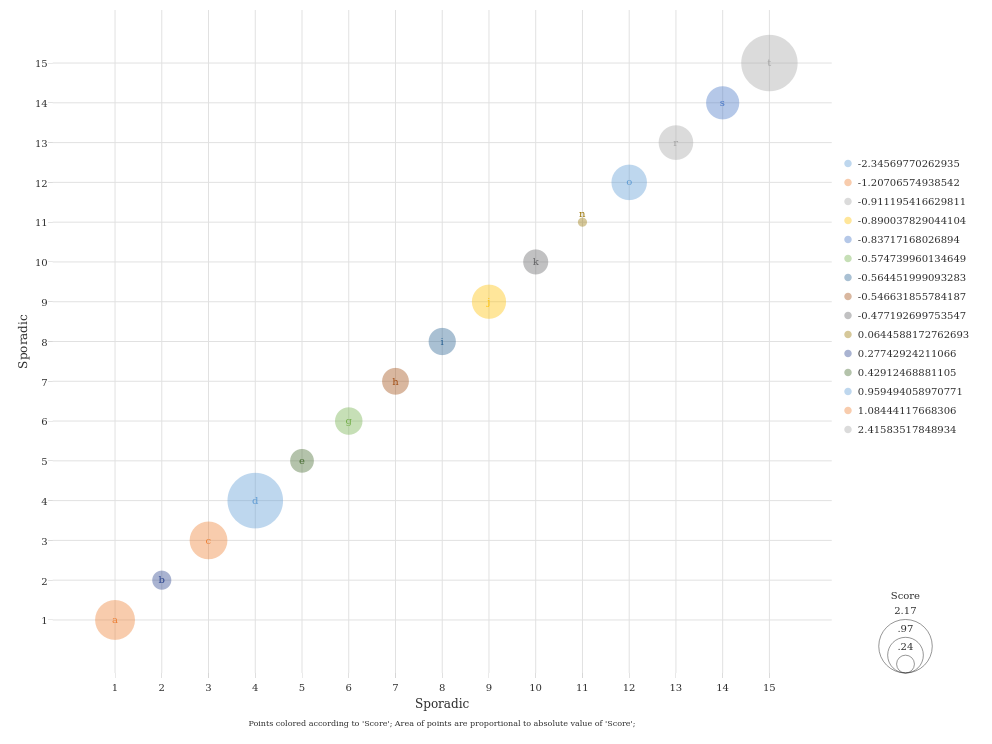 15
14
13
12
11
10
9
8
7
6
5
4
3
2
1
Sporadic
t
s
r
o
n
k
j
i
h
g
e
d
c
b
a
1 2 3 4 5 6 7 8 9 10 11 12 13 14 15
Sporadic
Points colored according to 'Score'; Area of points are proportional to absolute value of 'Score';
-2.34569770262935
-1.20706574938542
-0.911195416629811
-0.890037829044104
-0.83717168026894
-0.574739960134649
-0.564451999093283
-0.546631855784187
-0.477192699753547
0.0644588172762693
0.27742924211066
0.42912468881105
0.959494058970771
1.08444117668306
2.41583517848934
Score
2.17
.97
.24